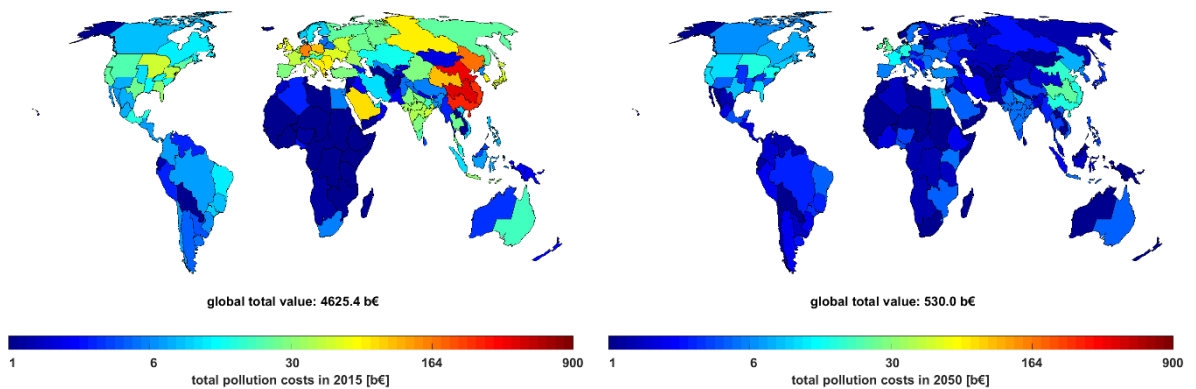 global total value: 4625.4 b€
1 6 30 164 900
total pollution costs in 2015 [b€]
global total value: 530.0 b€
1 6 30 164 900
total pollution costs in 2050 [b€]